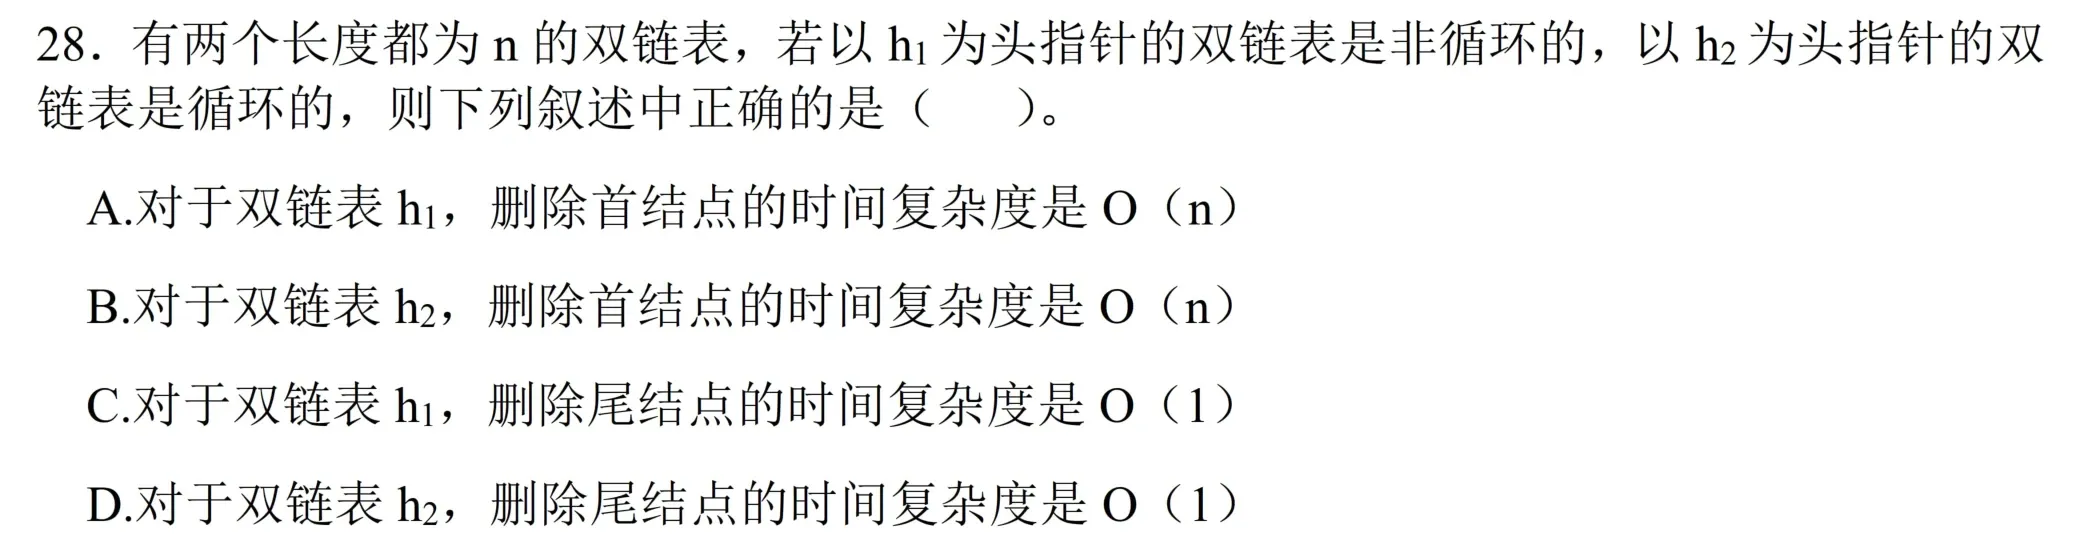 28．有两个长度都为 n 的双链表，若以 h₁ 为头指针的双链表是非循环的，以 h₂ 为头指针的双
链表是循环的，则下列叙述中正确的是（　　）。
A.对于双链表 h₁，删除首结点的时间复杂度是 O（n）
B.对于双链表 h₂，删除首结点的时间复杂度是 O（n）
C.对于双链表 h₁，删除尾结点的时间复杂度是 O（1）
D.对于双链表 h₂，删除尾结点的时间复杂度是 O（1）